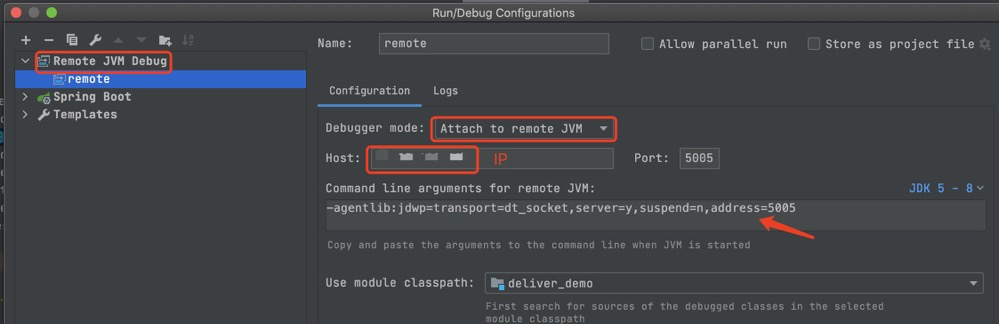 Run/Debug Configurations
Name: remote
Allow parallel run
Store as project file
Remote JVM Debug
remote
Spring Boot
Templates
Configuration
Logs
Debugger mode: Attach to remote JVM
Host:
IP
Port: 5005
Command line arguments for remote JVM:
JDK 5 - 8
-agentlib:jdwp=transport=dt_socket,server=y,suspend=n,address=5005
Copy and paste the arguments to the command line when JVM is started
Use module classpath: deliver_demo
First search for sources of the debugged classes in the selected
module classpath